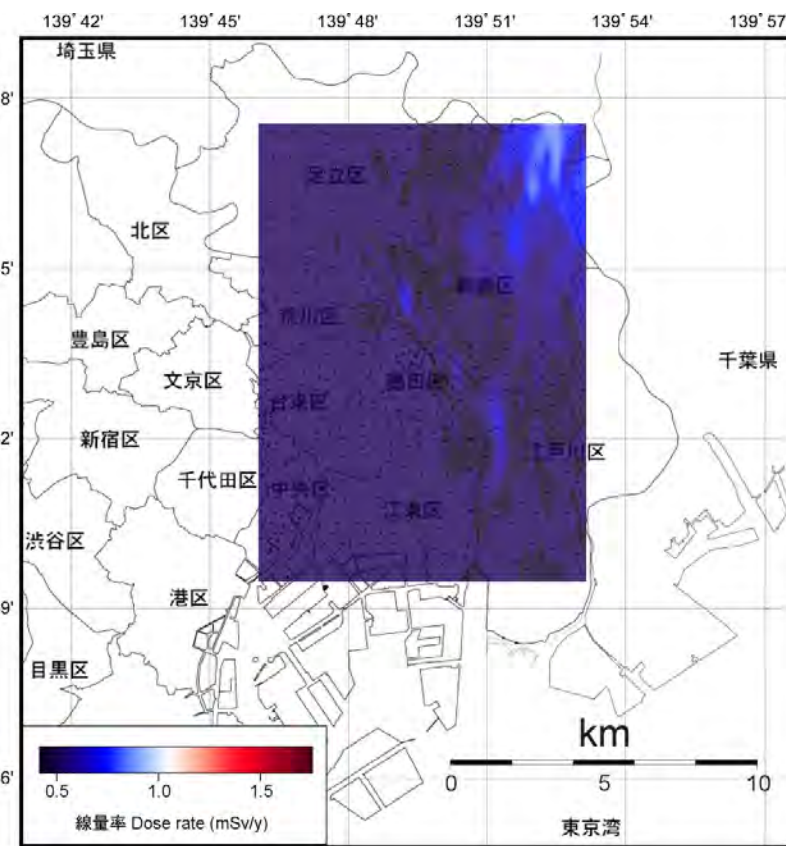 139˚ 42' 139˚ 45' 139˚ 48' 139˚ 51' 139˚ 54' 139˚ 57'
埼玉県
8'
足立区
北区
5'
葛飾区
荒川区
豊島区
千葉県
文京区
墨田区
台東区
2'
新宿区
江戸川区
千代田区
中央区
江東区
渋谷区
9'
港区
目黒区
km
6'
0 5 10
0.5 1.0 1.5
線量率 Dose rate (mSv/y)
東京湾